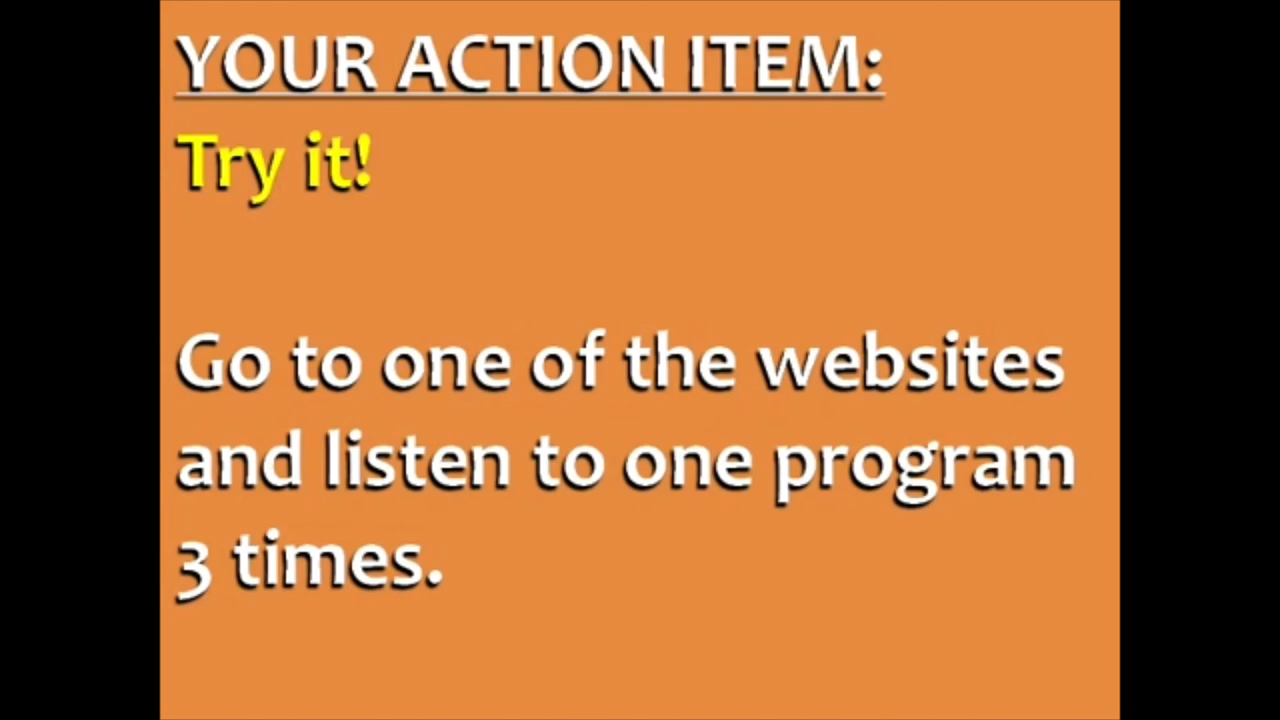 YOUR ACTION ITEM:
Try it!
Go to one of the websites
and listen to one program
3 times.